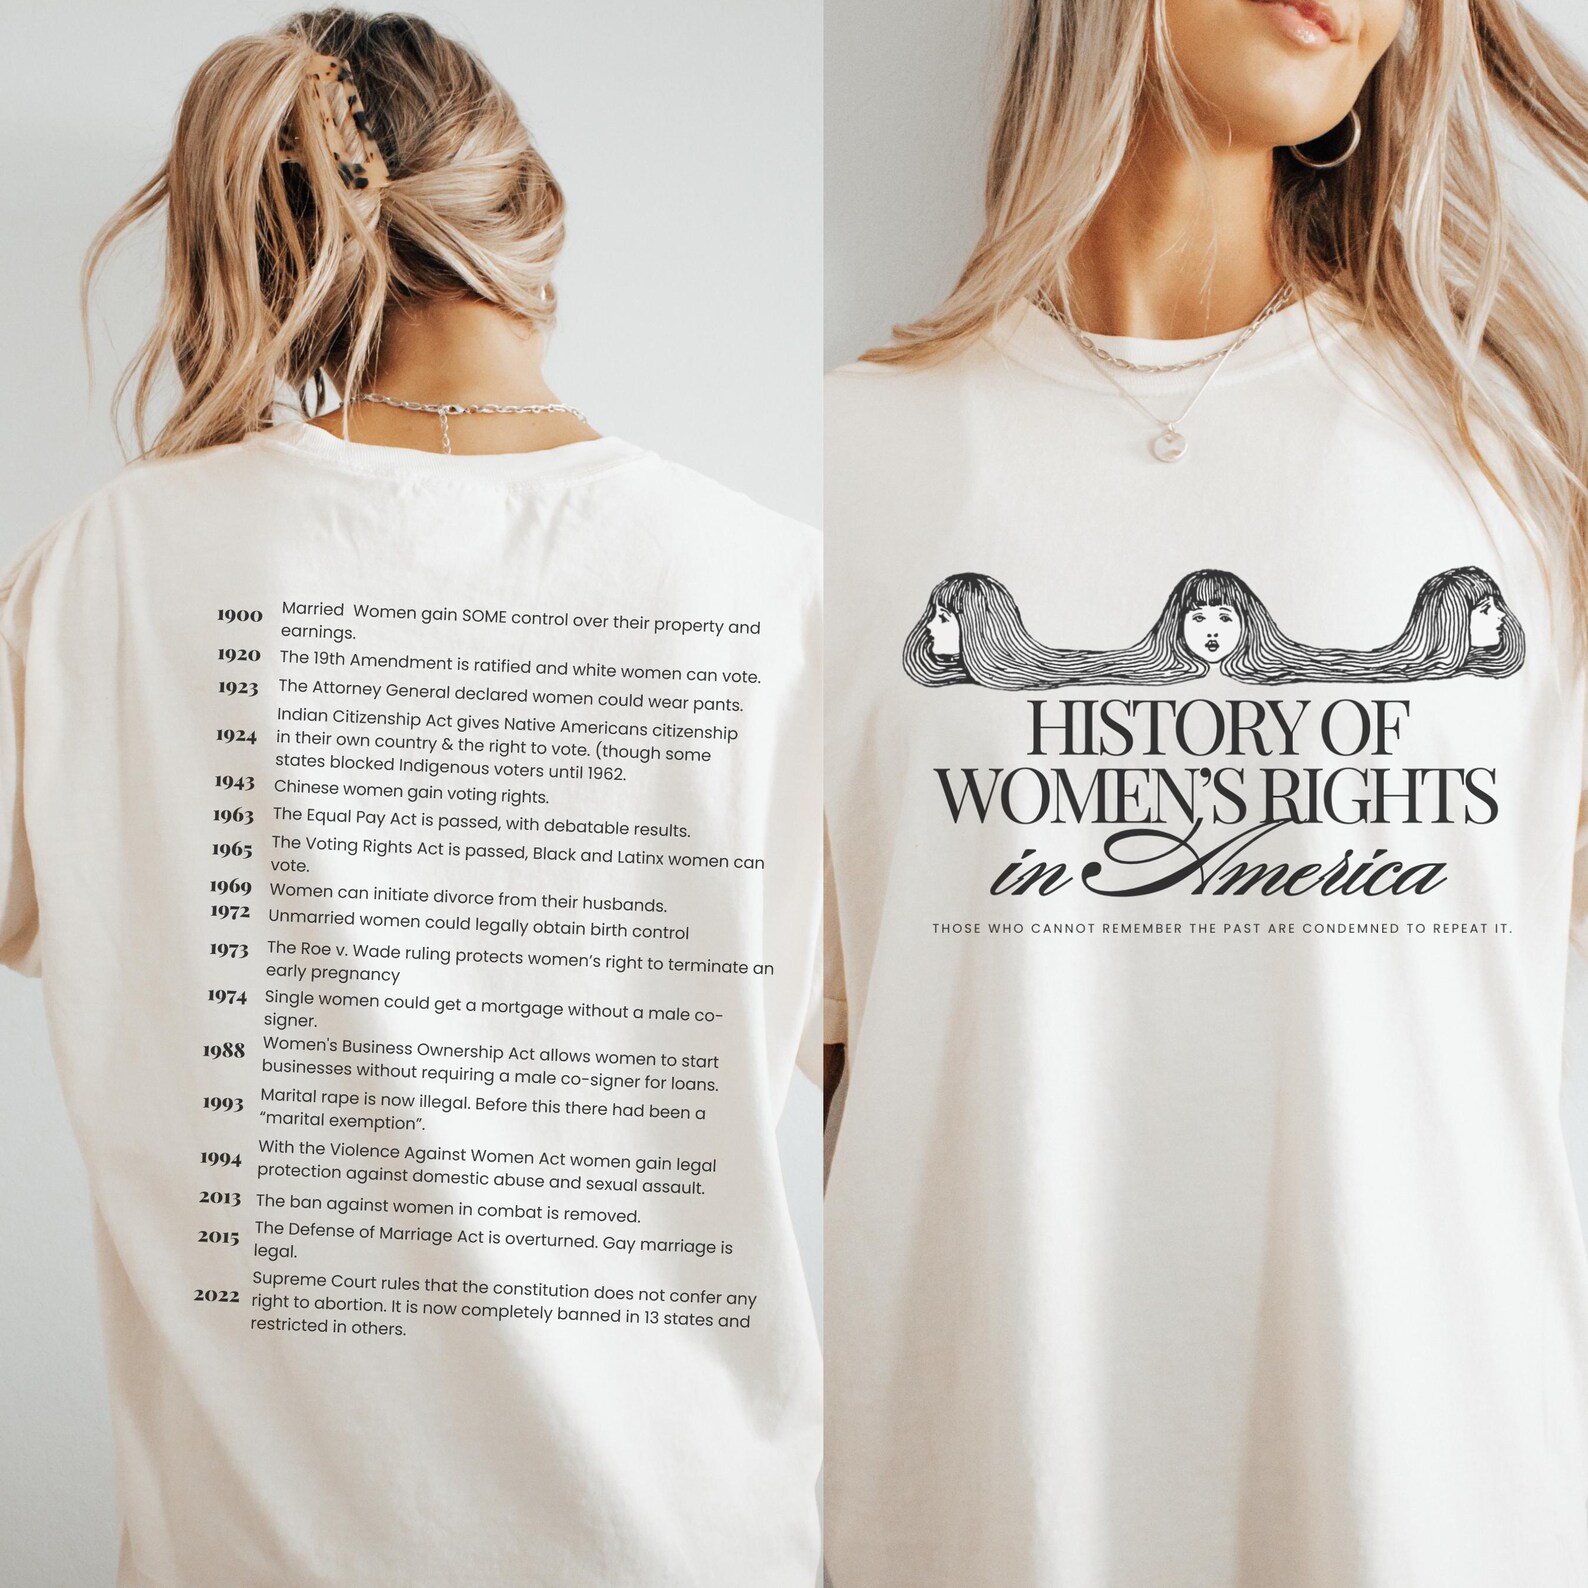 1900 Married Women gain SOME control over their property and
earnings.
1920 The 19th Amendment is ratified and white women can vote.
1923 The Attorney General declared women could wear pants.
Indian Citizenship Act gives Native Americans citizenship
1924 in their own country & the right to vote. (though some
states blocked Indigenous voters until 1962.
1943 Chinese women gain voting rights.
1963 The Equal Pay Act is passed, with debatable results.
1965 The Voting Rights Act is passed, Black and Latinx women can
vote.
1969 Women can initiate divorce from their husbands.
1972 Unmarried women could legally obtain birth control
1973 The Roe v. Wade ruling protects women’s right to terminate an
early pregnancy
1974 Single women could get a mortgage without a male co-
signer.
1988 Women's Business Ownership Act allows women to start
businesses without requiring a male co-signer for loans.
1993 Marital rape is now illegal. Before this there had been a
“marital exemption”.
1994 With the Violence Against Women Act women gain legal
protection against domestic abuse and sexual assault.
2013 The ban against women in combat is removed.
2015 The Defense of Marriage Act is overturned. Gay marriage is
legal.
Supreme Court rules that the constitution does not confer any
2022 right to abortion. It is now completely banned in 13 states and
restricted in others.
HISTORY OF
WOMEN’S RIGHTS
in America
THOSE WHO CANNOT REMEMBER THE PAST ARE CONDEMNED TO REPEAT IT.